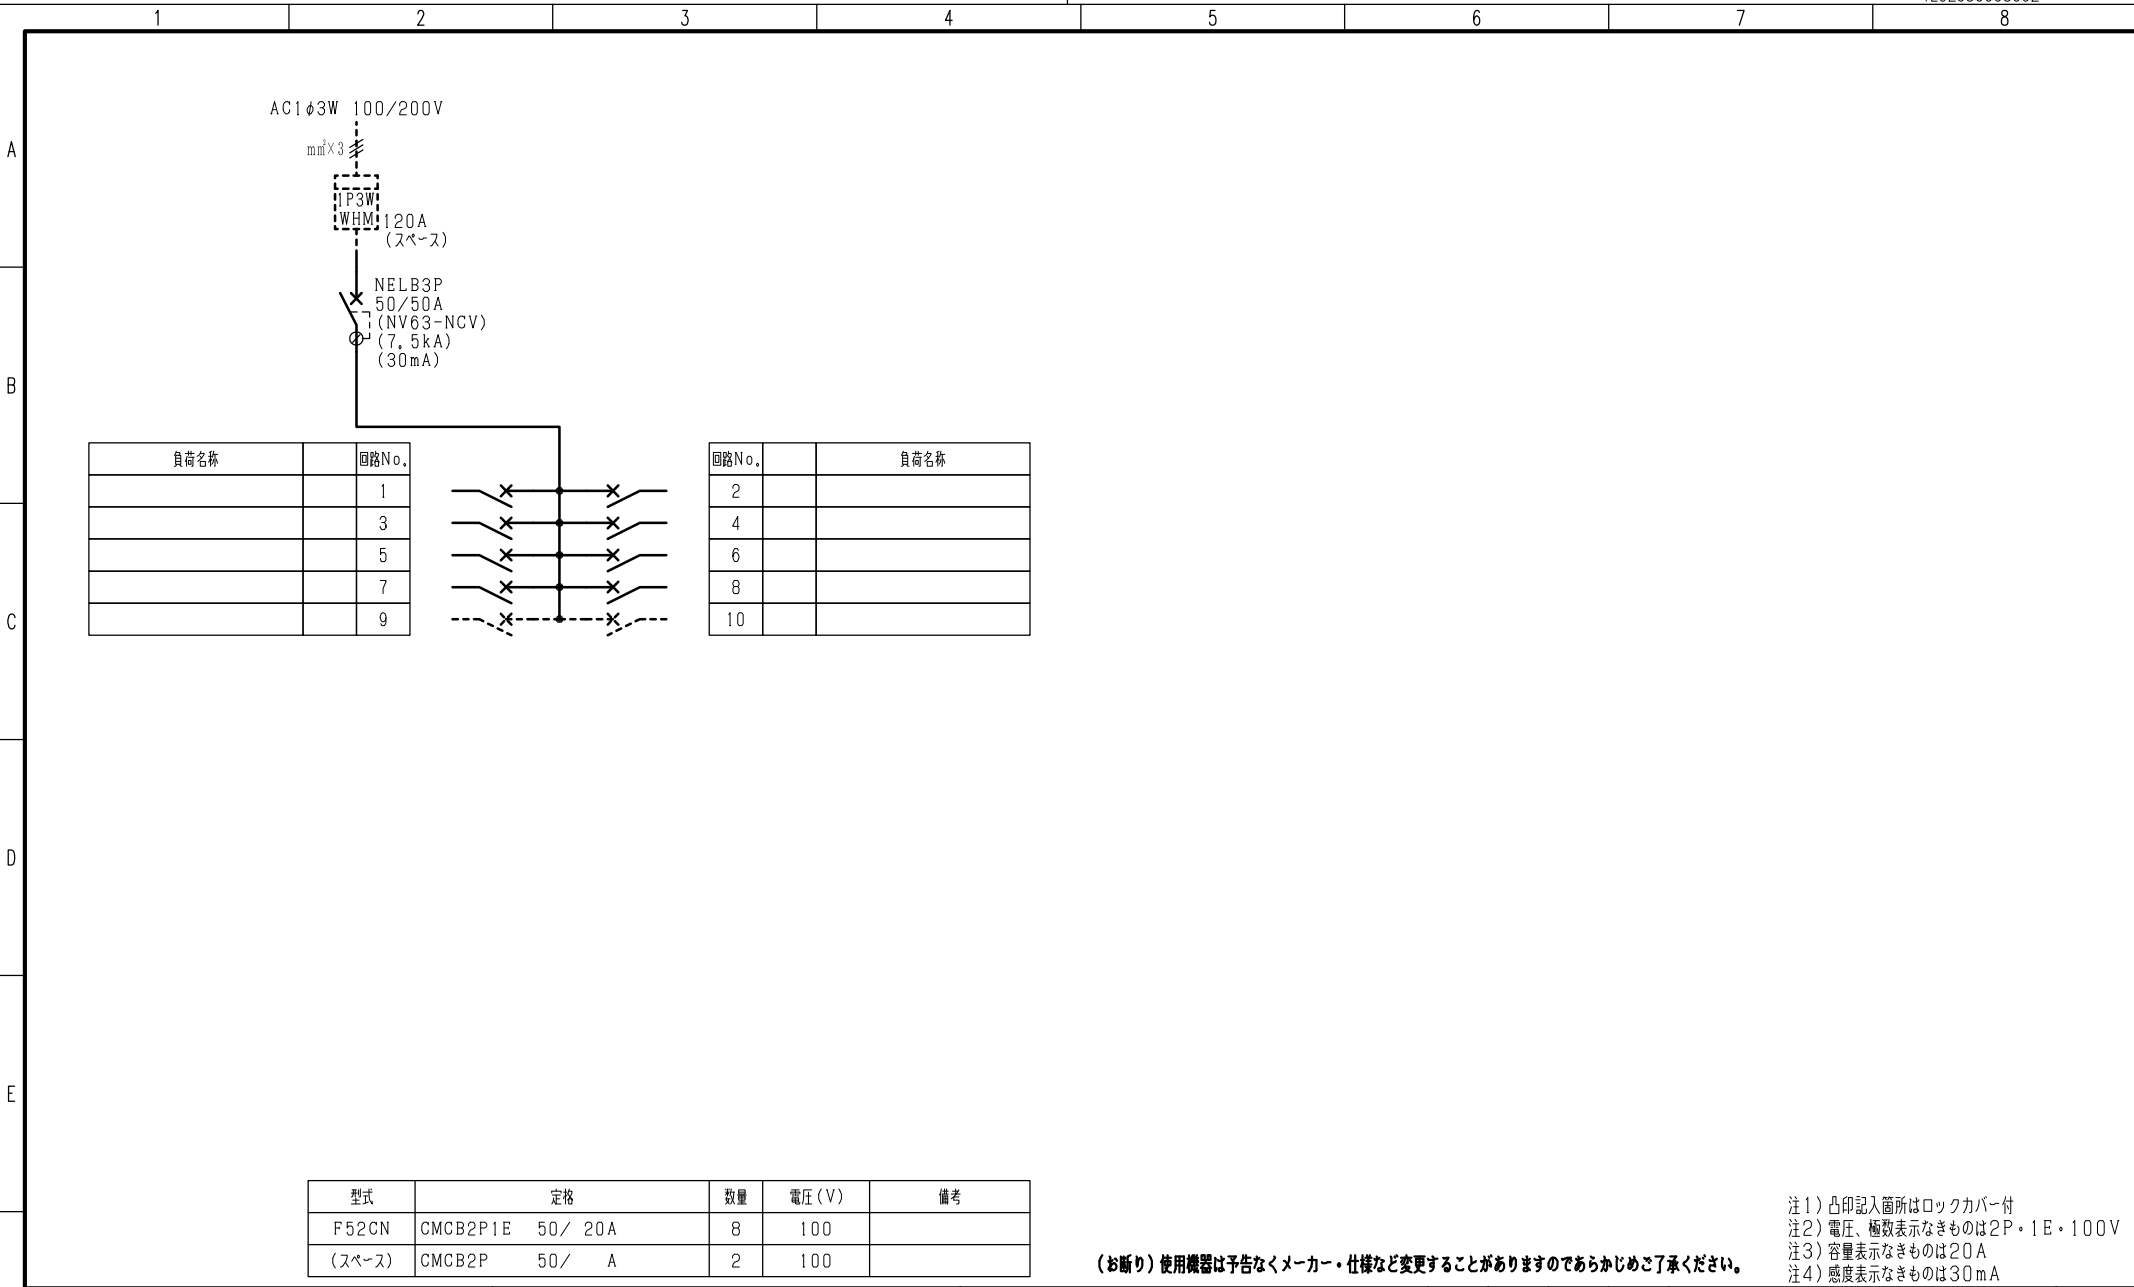 1 2 3 4 5 6 7 8
A
AC1φ3W 100/200V
mm²×3
1P3W
WHM
120A
(スペース)
B
NELB3P
50/50A
(NV63-NCV)
(7.5kA)
(30mA)
負荷名称 回路No. 回路No. 負荷名称
1 2
3 4
5 6
7 8
9 10
C
D
E
型式 定格 数量 電圧(V) 備考
F52CN CMCB2P1E 50/ 20A 8 100
(スペース) CMCB2P 50/ A 2 100
(お断り)使用機器は予告なくメーカー・仕様など変更することがありますのであらかじめご了承ください。
注1)凸印記入箇所はロックカバー付
注2)電圧、極数表示なきものは2P・1E・100V
注3)容量表示なきものは20A
注4)感度表示なきものは30mA